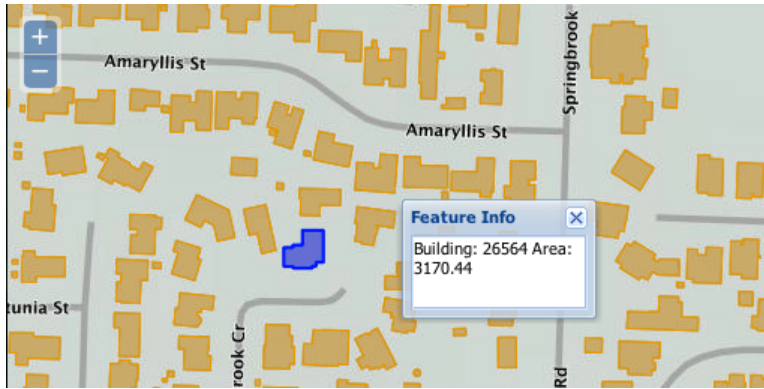 +
−
Amaryllis St
Springbrook
Amaryllis St
Feature Info
Building: 26564 Area:
3170.44
tunia St
rook Cr
Rd